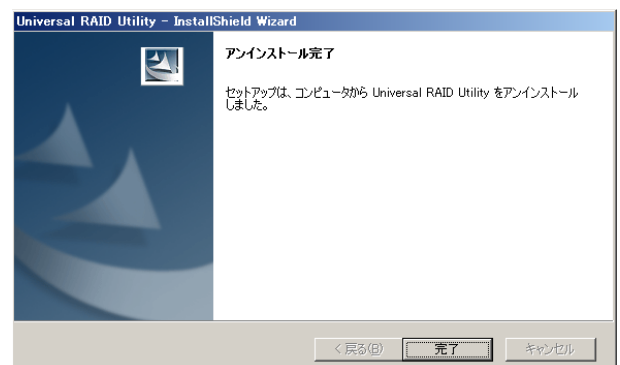 Universal RAID Utility - InstallShield Wizard
アンインストール完了
セットアップは、コンピュータから Universal RAID Utility をアンインストール
しました。
< 戻る(B)
完了
キャンセル